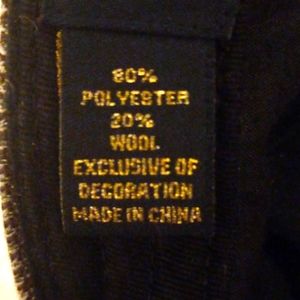 80%
POLYESTER
20%
WOOL
EXCLUSIVE OF
DECORATION
MADE IN CHINA